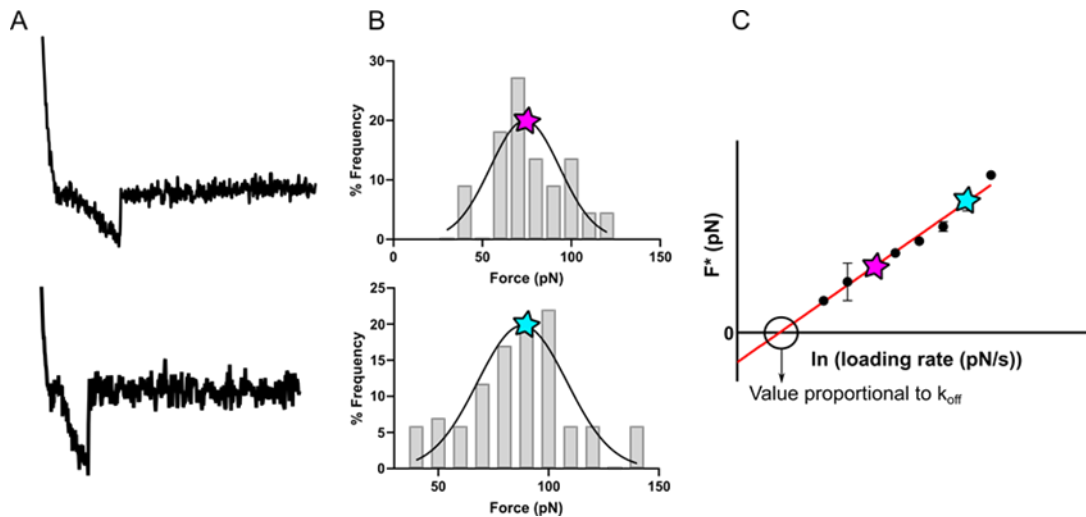 A
B
C
30
20
10
0
% Frequency
0
50
100
150
Force (pN)
25
20
15
10
5
0
% Frequency
50
100
150
Force (pN)
F* (pN)
0
ln (loading rate (pN/s))
Value proportional to koff